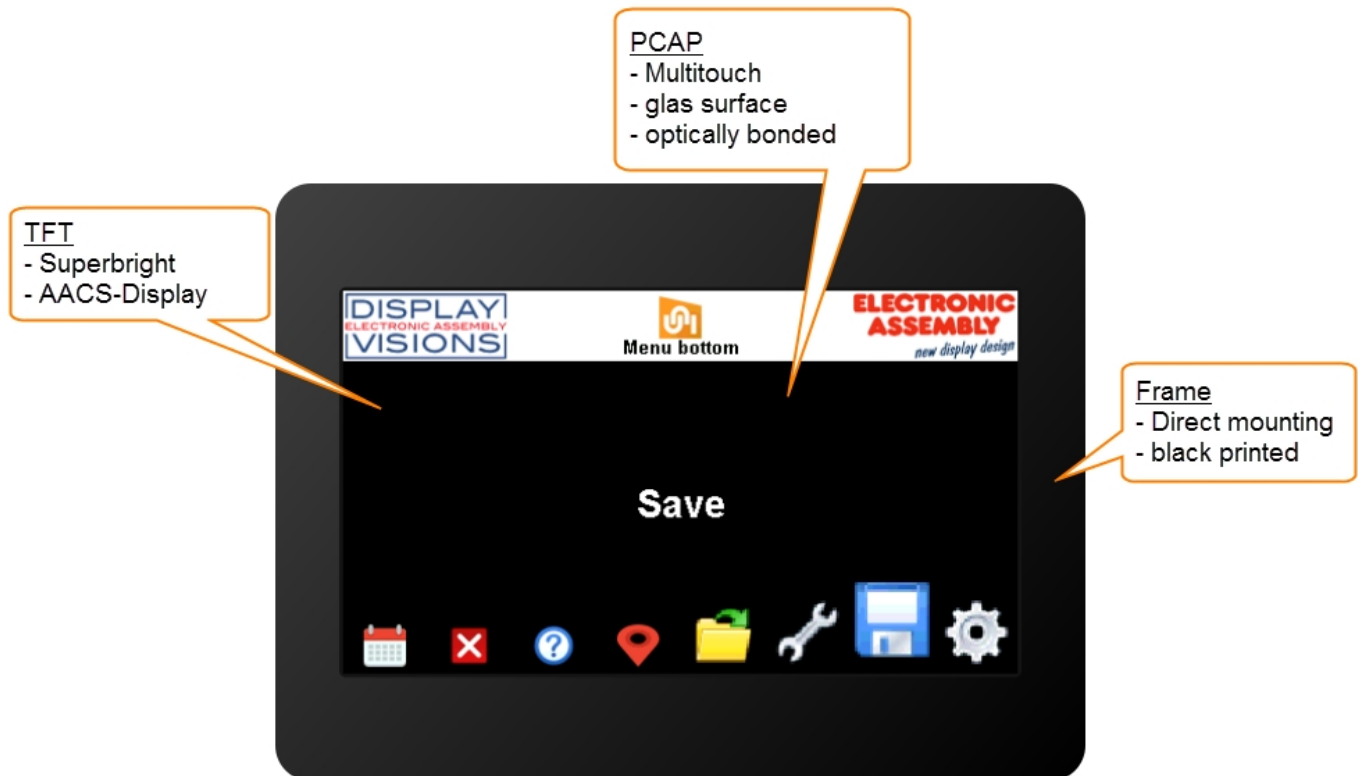 PCAP
- Multitouch
- glas surface
- optically bonded
TFT
- Superbright
- AACS-Display
DISPLAY
ELECTRONIC ASSEMBLY
VISIONS
Menu bottom
ELECTRONIC
ASSEMBLY
new display design
Frame
- Direct mounting
- black printed
Save
?